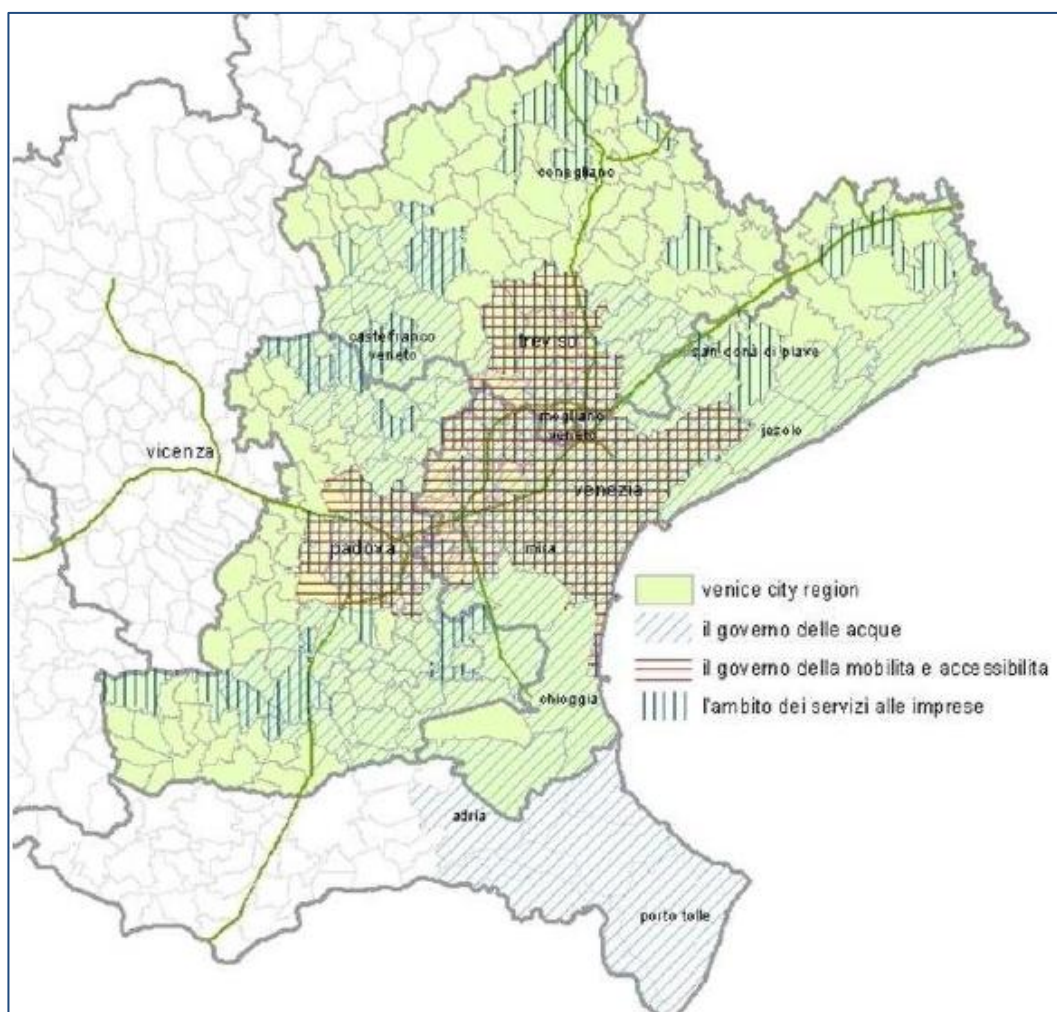 conegliano
castelfranco
veneto
treviso
san donà di piave
mogliano
veneto
jesolo
vicenza
venezia
padova
mira
venice city region
il governo delle acque
il governo della mobilita e accessibilita
l'ambito dei servizi alle imprese
chioggia
adria
porto tolle